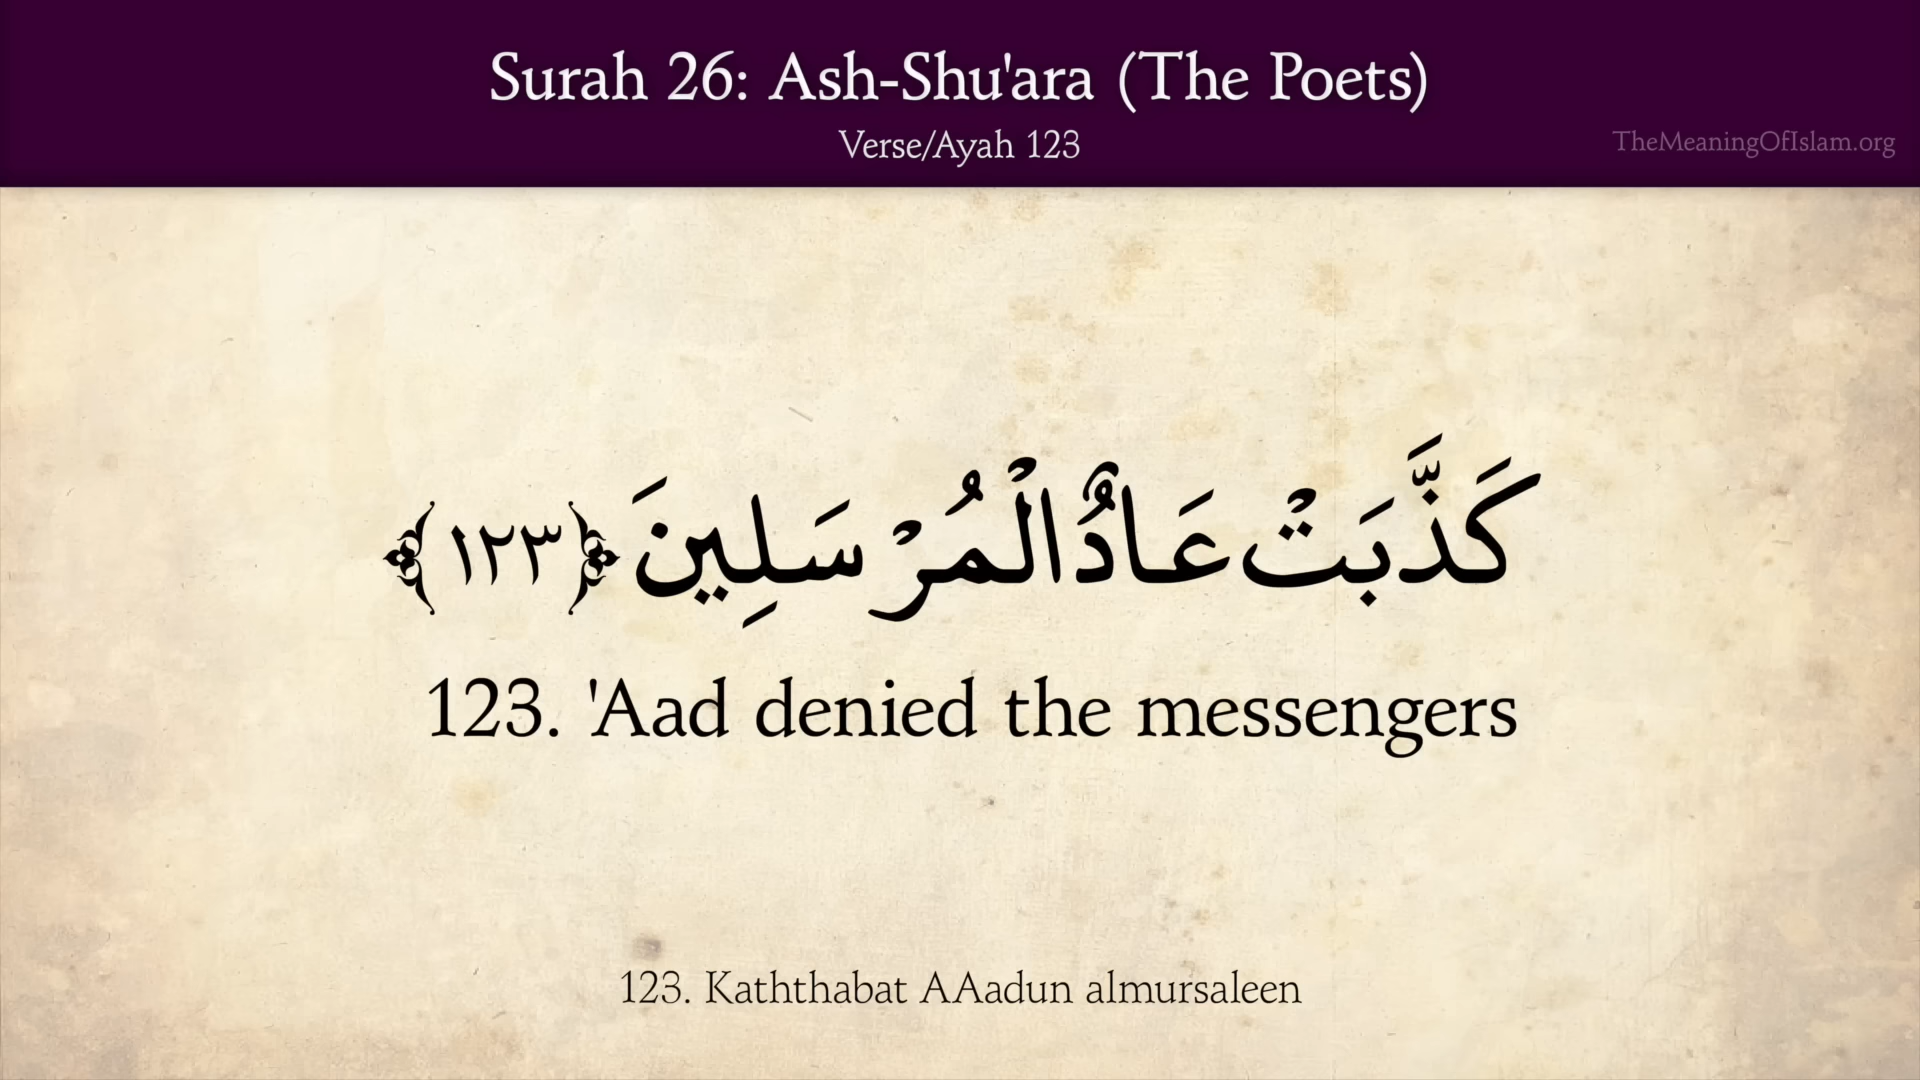 Surah 26: Ash-Shu'ara (The Poets)
Verse/Ayah 123
TheMeaningOfIslam.org
كَذَّبَتْ عَادٌ الْمُرْسَلِينَ ﴿١٢٣﴾
123. 'Aad denied the messengers
123. Kaththabat AAadun almursaleen